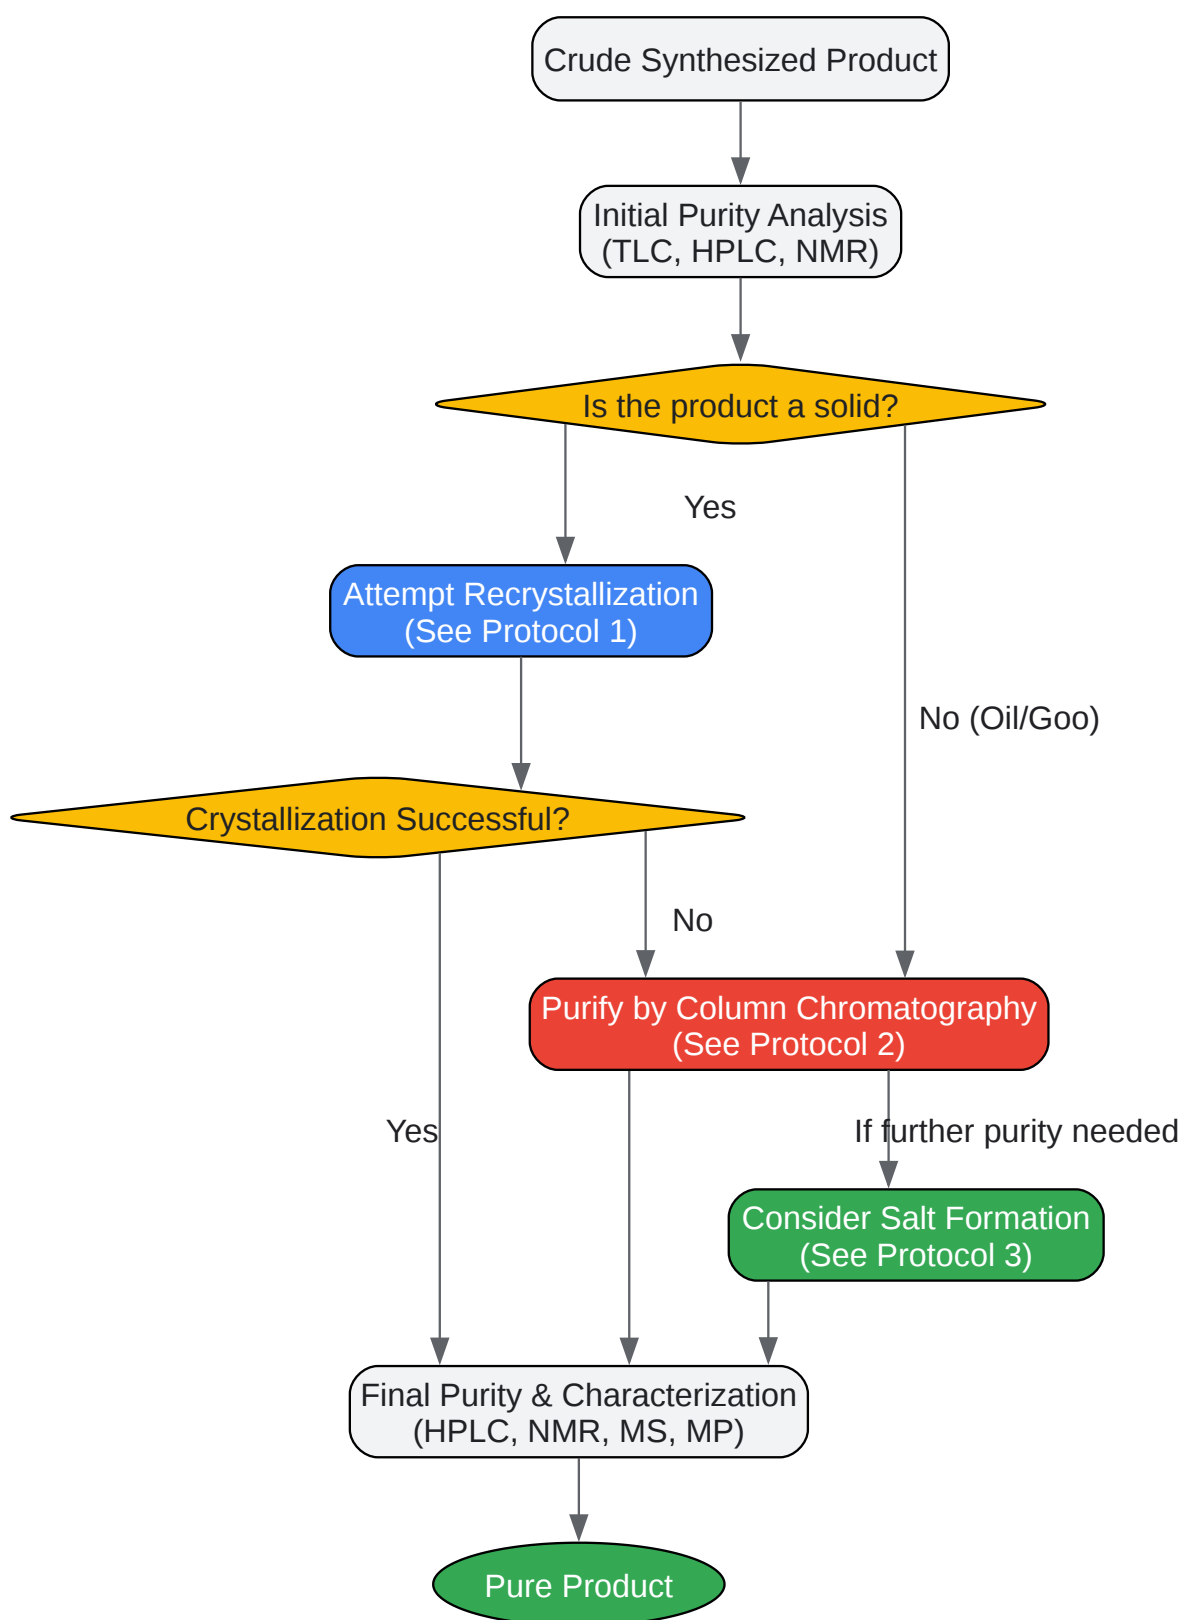 Crude Synthesized Product
Initial Purity Analysis
(TLC, HPLC, NMR)
Is the product a solid?
Yes
Attempt Recrystallization
(See Protocol 1)
No (Oil/Goo)
Crystallization Successful?
No
Purify by Column Chromatography
(See Protocol 2)
Yes
If further purity needed
Consider Salt Formation
(See Protocol 3)
Final Purity & Characterization
(HPLC, NMR, MS, MP)
Pure Product